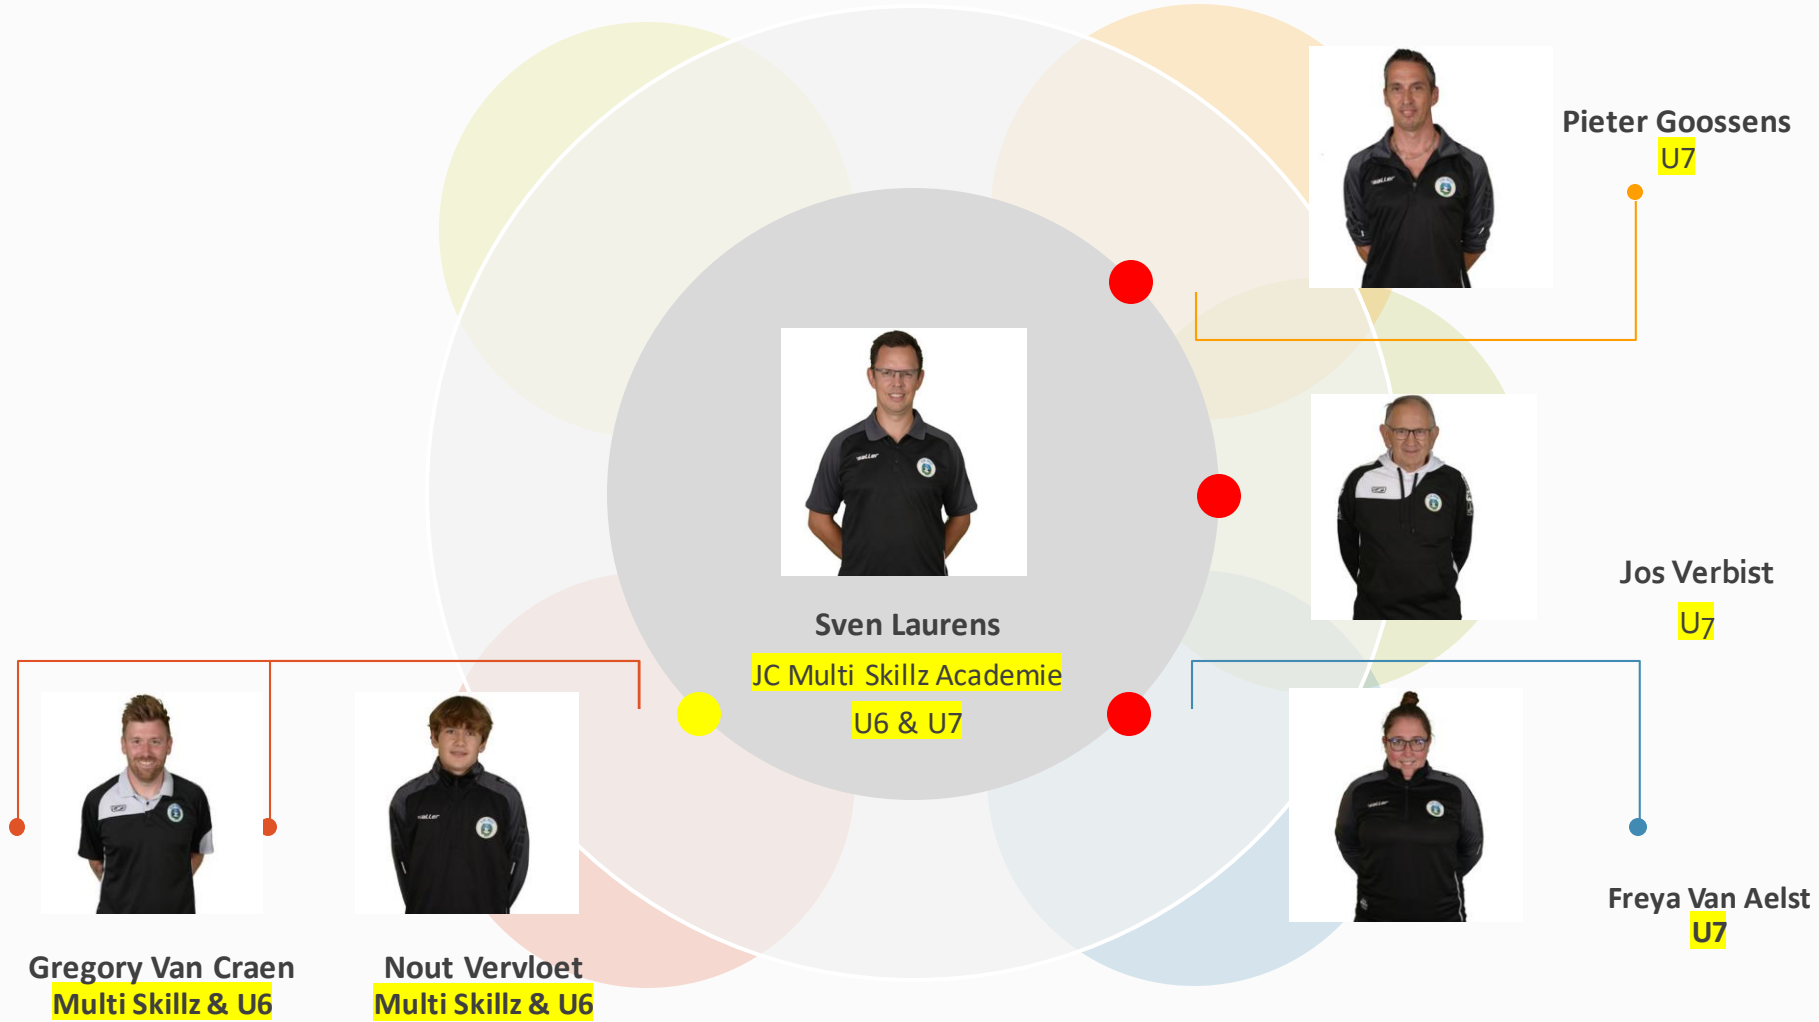 Pieter Goossens
U7
Jos Verbist
U7
Sven Laurens
JC Multi Skillz Academie
U6 & U7
Freya Van Aelst
U7
Gregory Van Craen
Multi Skillz & U6
Nout Vervloet
Multi Skillz & U6